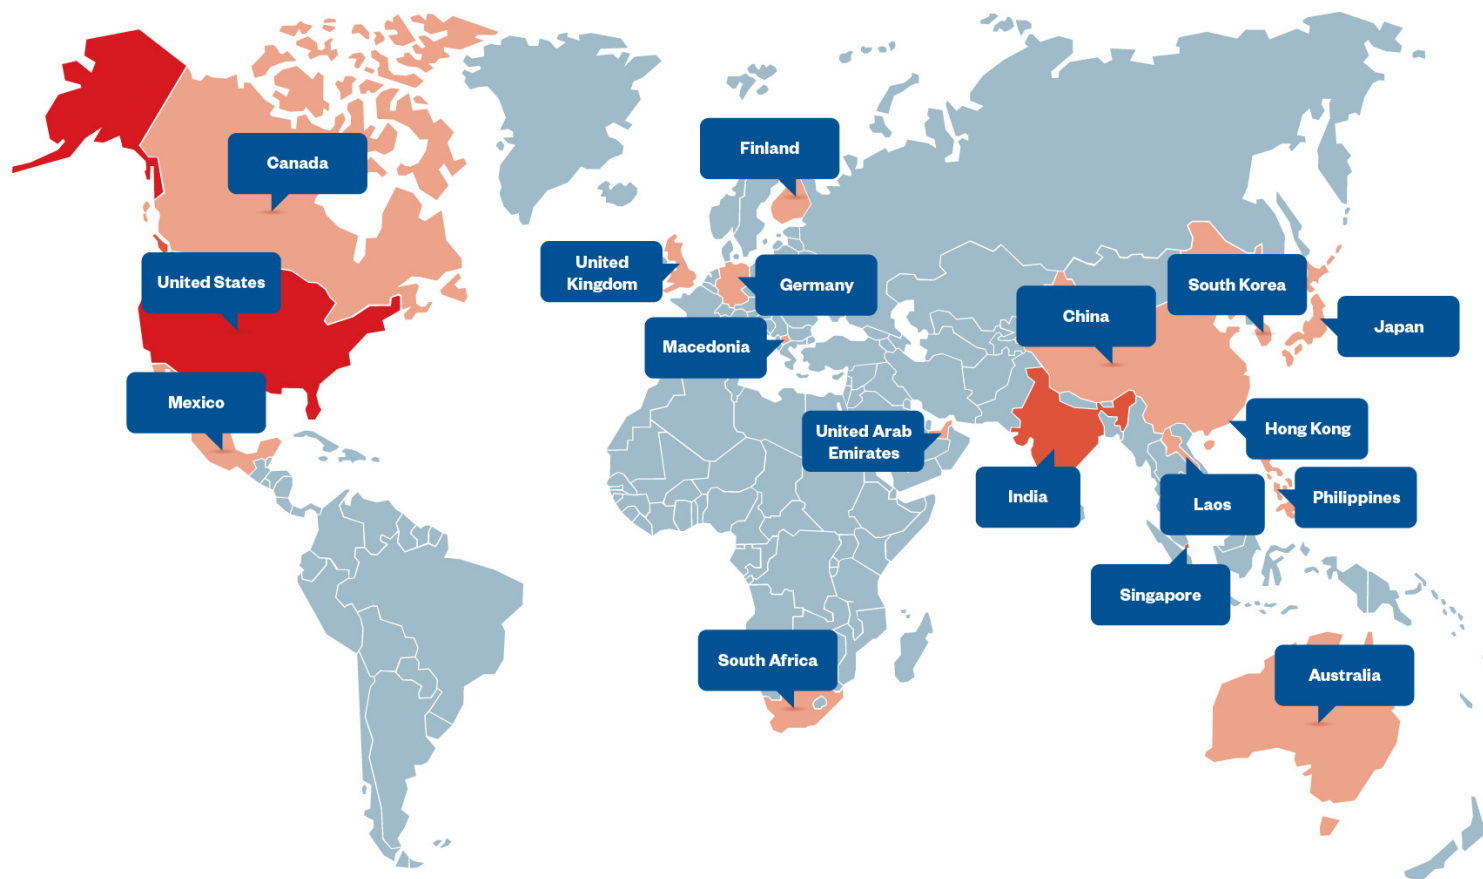 Canada
Finland
United
Kingdom
Germany
United States
South Korea
China
Japan
Macedonia
Mexico
United Arab
Emirates
Hong Kong
India
Laos
Philippines
Singapore
South Africa
Australia